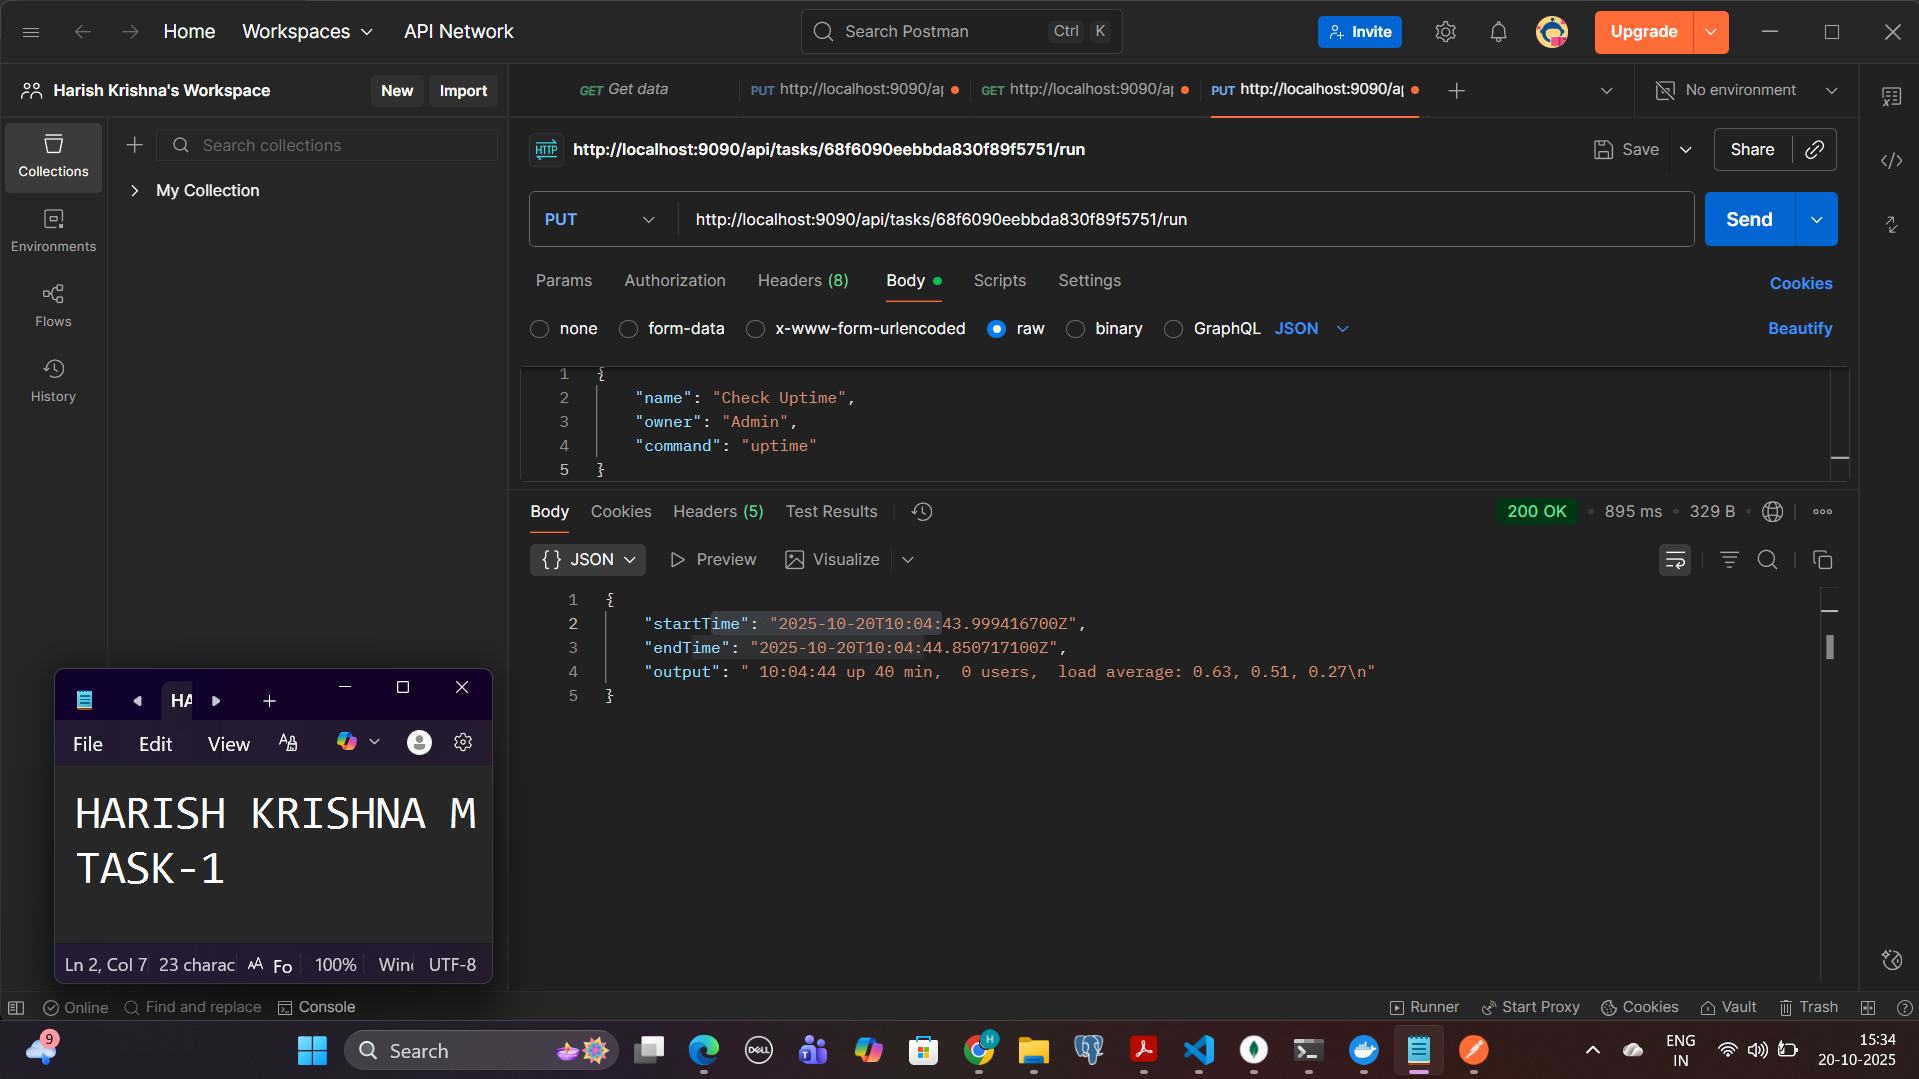 Home
Workspaces
API Network
Search Postman
Ctrl
K
Invite
Upgrade
Harish Krishna's Workspace
New
Import
GET Get data
PUT http://localhost:9090/a
GET http://localhost:9090/a
PUT http://localhost:9090/a
No environment
Collections
Environments
Flows
History
Search collections
My Collection
HTTP
http://localhost:9090/api/tasks/68f6090eebbda830f89f5751/run
Save
Share
PUT
http://localhost:9090/api/tasks/68f6090eebbda830f89f5751/run
Send
Params
Authorization
Headers (8)
Body
Scripts
Settings
Cookies
none
form-data
x-www-form-urlencoded
raw
binary
GraphQL
JSON
Beautify
1 {
2 "name": "Check Uptime",
3 "owner": "Admin",
4 "command": "uptime"
5 }
Body
Cookies
Headers (5)
Test Results
200 OK
895 ms
329 B
{} JSON
Preview
Visualize
1 {
2 "startTime": "2025-10-20T10:04:43.999416700Z",
3 "endTime": "2025-10-20T10:04:44.850717100Z",
4 "output": " 10:04:44 up 40 min,  0 users,  load average: 0.63, 0.51, 0.27\n"
5 }
HA
File
Edit
View
HARISH KRISHNA M
TASK-1
Ln 2, Col 7
23 charac
Fo
100%
Win
UTF-8
Online
Find and replace
Console
Runner
Start Proxy
Cookies
Vault
Trash
9
Search
DELL
T
H
ENG
IN
15:34
20-10-2025